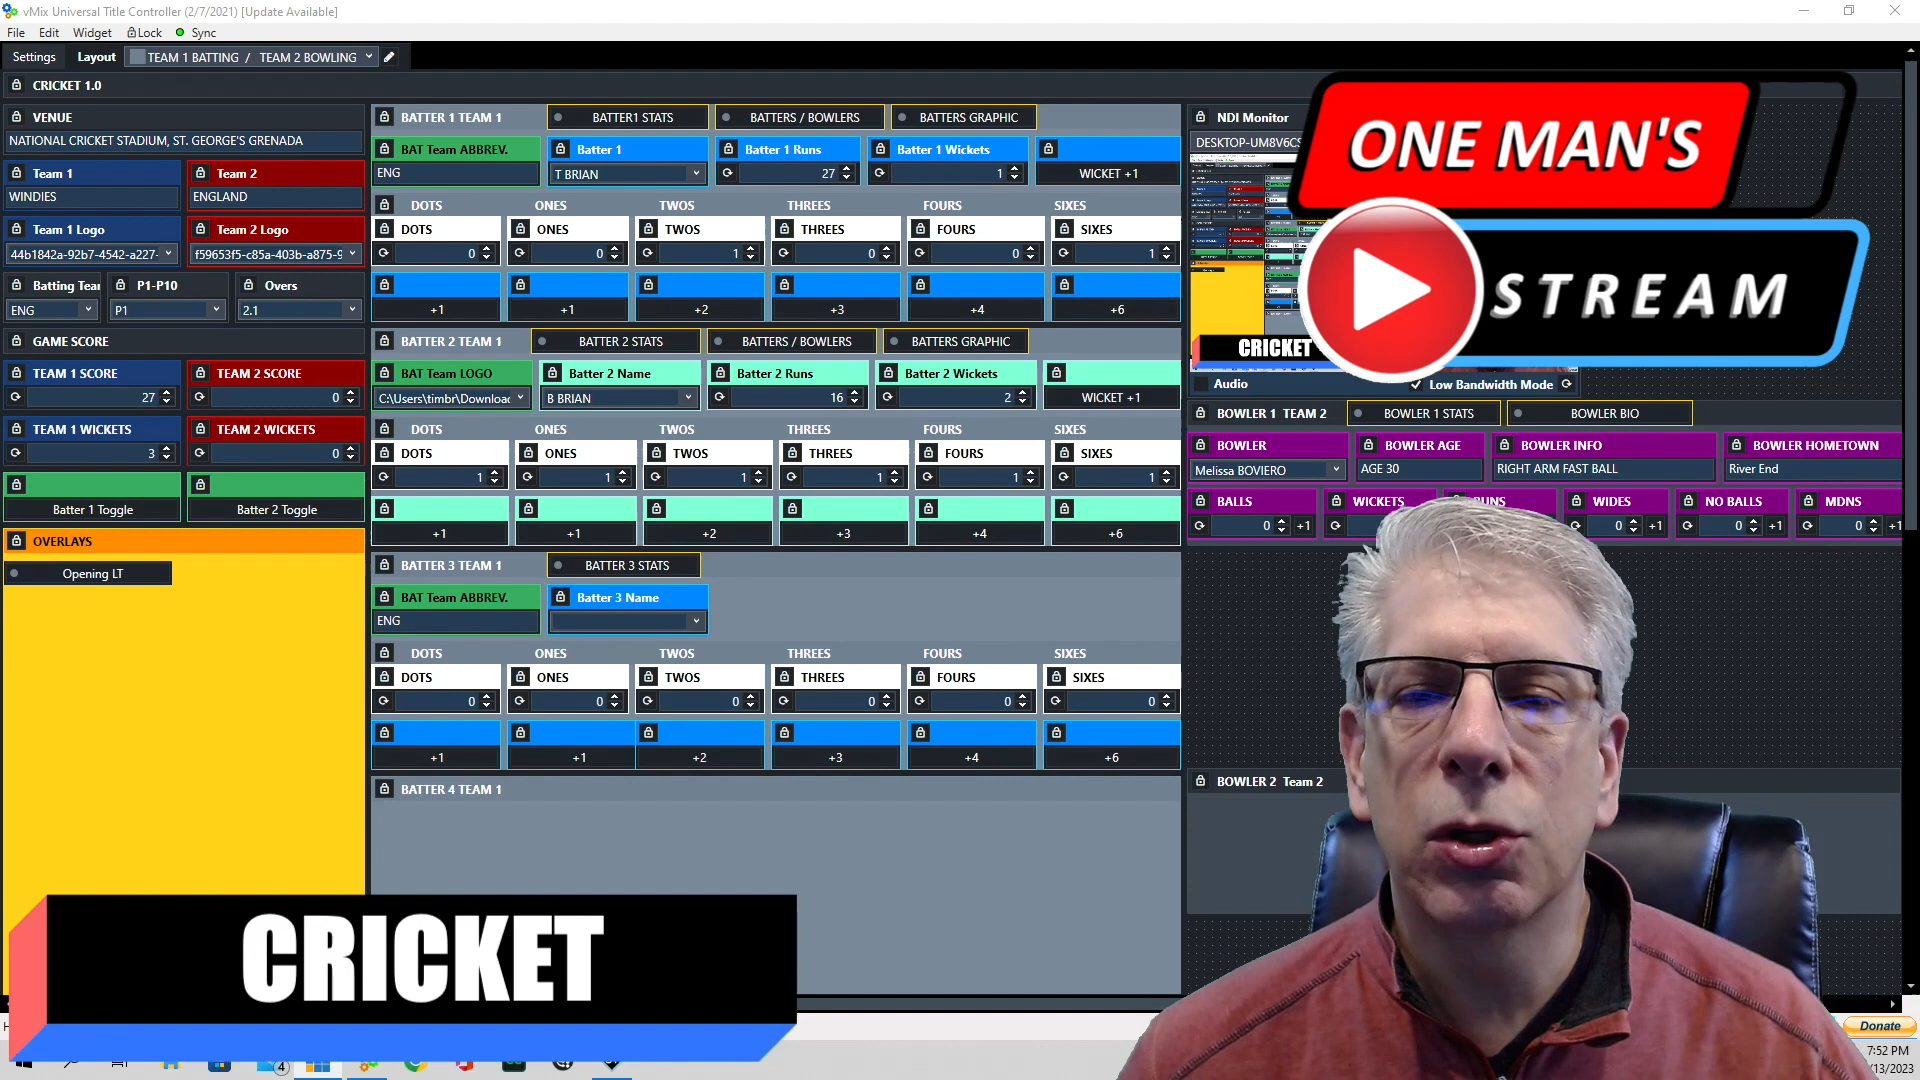 vMix Universal Title Controller (2/7/2021) [Update Available]
File Edit Widget Lock Sync
Settings Layout TEAM 1 BATTING / TEAM 2 BOWLING
CRICKET 1.0
VENUE
NATIONAL CRICKET STADIUM, ST. GEORGE'S GRENADA
Team 1 Team 2
WINDIES ENGLAND
Team 1 Logo Team 2 Logo
44b1842a-92b7-4542-a227- f59653f5-c85a-403b-a875-9
Batting Tear P1-P10 Overs
ENG P1 2.1
GAME SCORE
TEAM 1 SCORE TEAM 2 SCORE
27 0
TEAM 1 WICKETS TEAM 2 WICKETS
3 0
Batter 1 Toggle Batter 2 Toggle
OVERLAYS
Opening LT
BATTER 1 TEAM 1 BATTER1 STATS BATTERS / BOWLERS BATTERS GRAPHIC
BAT Team ABBREV. Batter 1 Batter 1 Runs Batter 1 Wickets
ENG T BRIAN 27 1 WICKET +1
DOTS ONES TWOS THREES FOURS SIXES
DOTS ONES TWOS THREES FOURS SIXES
0 0 1 0 0 1
+1 +1 +2 +3 +4 +6
BATTER 2 TEAM 1 BATTER 2 STATS BATTERS / BOWLERS BATTERS GRAPHIC
BAT Team LOGO Batter 2 Name Batter 2 Runs Batter 2 Wickets
C:\Users\timbr\Downloac B BRIAN 16 2 WICKET +1
DOTS ONES TWOS THREES FOURS SIXES
DOTS ONES TWOS THREES FOURS SIXES
1 1 1 1 1 1
+1 +1 +2 +3 +4 +6
BATTER 3 TEAM 1 BATTER 3 STATS
BAT Team ABBREV. Batter 3 Name
ENG
DOTS ONES TWOS THREES FOURS SIXES
DOTS ONES TWOS THREES FOURS SIXES
0 0 0 0 0 0
+1 +1 +2 +3 +4 +6
BATTER 4 TEAM 1
NDI Monitor
DESKTOP-UM8V6CS
ONE MAN'S
STREAM
CRICKET
Audio Low Bandwidth Mode
BOWLER 1 TEAM 2 BOWLER 1 STATS BOWLER BIO
BOWLER BOWLER AGE BOWLER INFO BOWLER HOMETOWN
Melissa BOVIERO AGE 30 RIGHT ARM FAST BALL River End
BALLS WICKETS RUNS WIDES NO BALLS MDNS
0 +1 0 +1 0 +1 0 +1
BOWLER 2 Team 2
CRICKET
Donate
4
7:52 PM
/13/2023